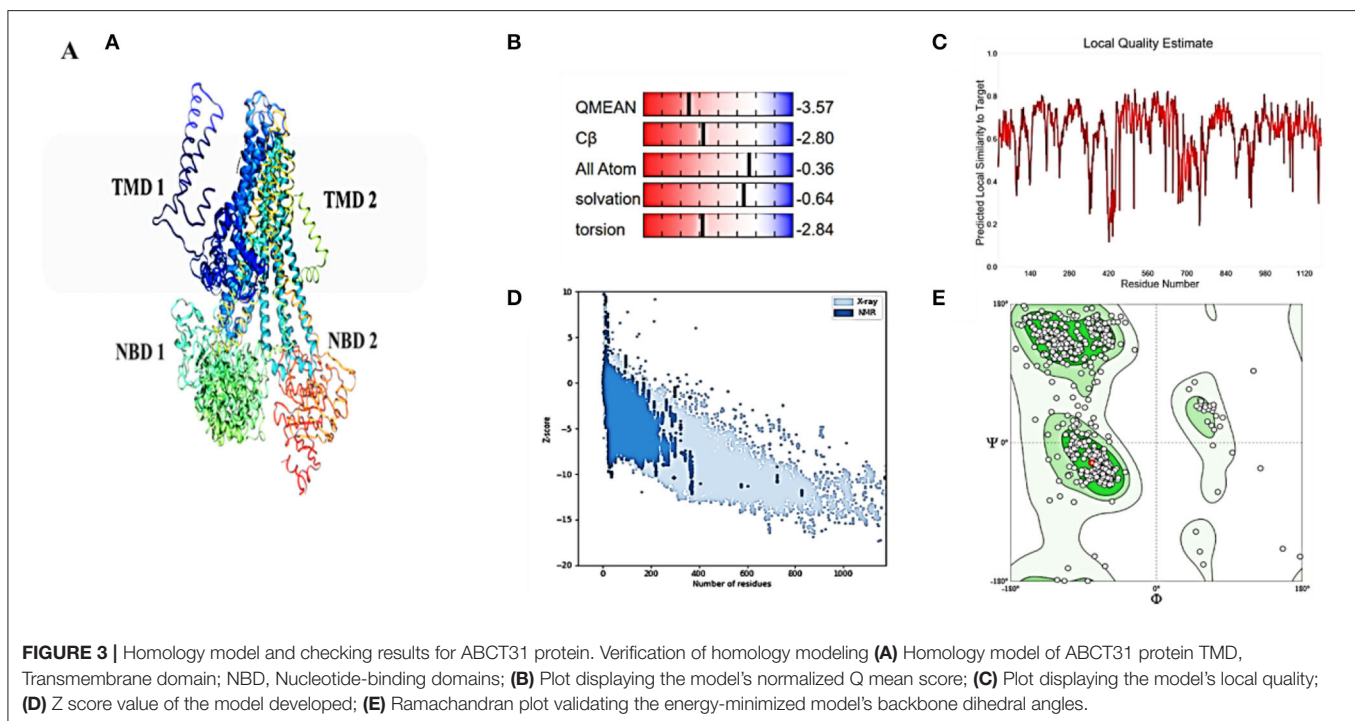 A
A
TMD 1
TMD 2
NBD 1
NBD 2
B
QMEAN -3.57
Cβ -2.80
All Atom -0.36
solvation -0.64
torsion -2.84
C
Local Quality Estimate
Predicted Local Similarity to Target
1.0
0.8
0.6
0.4
0.2
0.0
140 280 420 560 700 840 980 1120
Residue Number
D
X-ray
NMR
Z-score
10
5
0
-5
-10
-15
-20
0 200 400 600 800 1000
Number of residues
E
180°
Ψ 0°
-180°
-180° 0° 180°
Φ
FIGURE 3 | Homology model and checking results for ABCT31 protein. Verification of homology modeling (A) Homology model of ABCT31 protein TMD,
Transmembrane domain; NBD, Nucleotide-binding domains; (B) Plot displaying the model's normalized Q mean score; (C) Plot displaying the model's local quality;
(D) Z score value of the model developed; (E) Ramachandran plot validating the energy-minimized model's backbone dihedral angles.